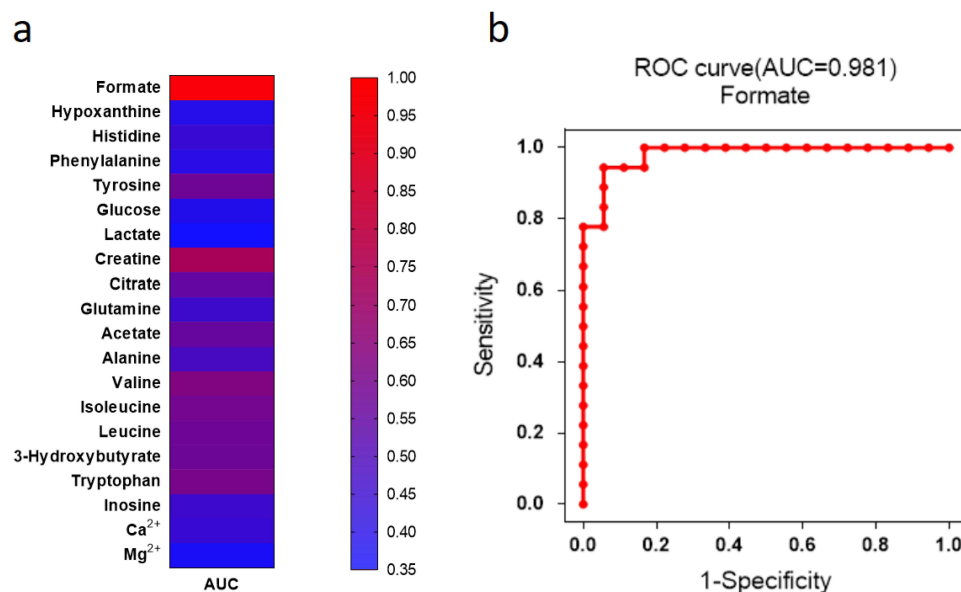 a
Formate
Hypoxanthine
Histidine
Phenylalanine
Tyrosine
Glucose
Lactate
Creatine
Citrate
Glutamine
Acetate
Alanine
Valine
Isoleucine
Leucine
3-Hydroxybutyrate
Tryptophan
Inosine
Ca²⁺
Mg²⁺
AUC
1.00
0.95
0.90
0.85
0.80
0.75
0.70
0.65
0.60
0.55
0.50
0.45
0.40
0.35
b
ROC curve(AUC=0.981)
Formate
Sensitivity
1.0
0.8
0.6
0.4
0.2
0.0
0.0 0.2 0.4 0.6 0.8 1.0
1-Specificity